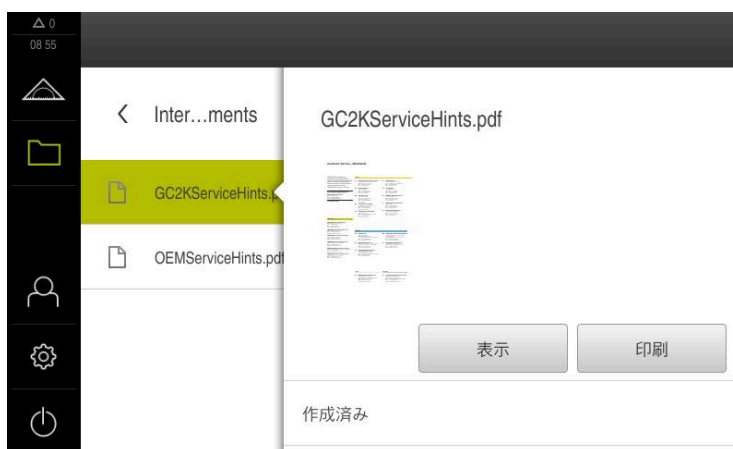 0
08 55
Inter…ments
GC2KServiceHints.pdf
GC2KServiceHints.p
OEMServiceHints.pdf
表示
印刷
作成済み